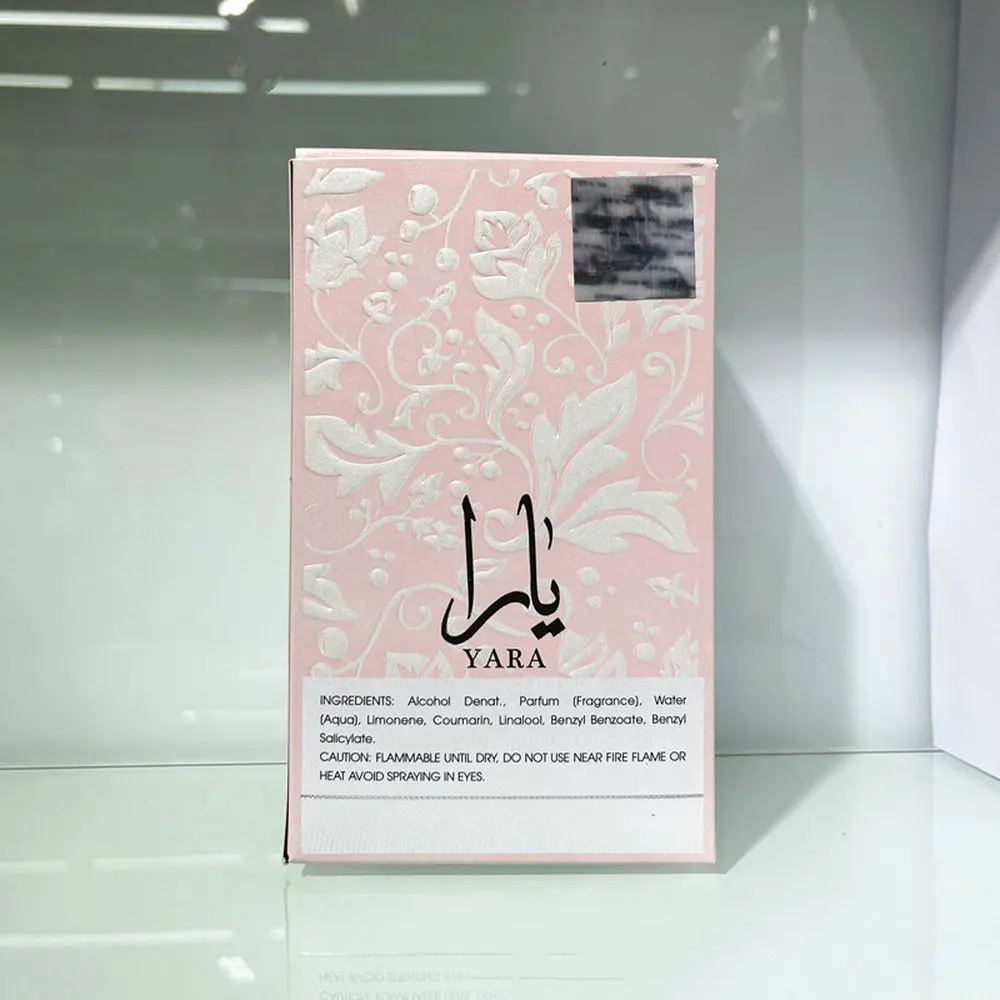 يارا
YARA
INGREDIENTS: Alcohol Denat., Parfum (Fragrance), Water
(Aqua), Limonene, Coumarin, Linalool, Benzyl Benzoate, Benzyl
Salicylate.
CAUTION: FLAMMABLE UNTIL DRY, DO NOT USE NEAR FIRE FLAME OR
HEAT AVOID SPRAYING IN EYES.